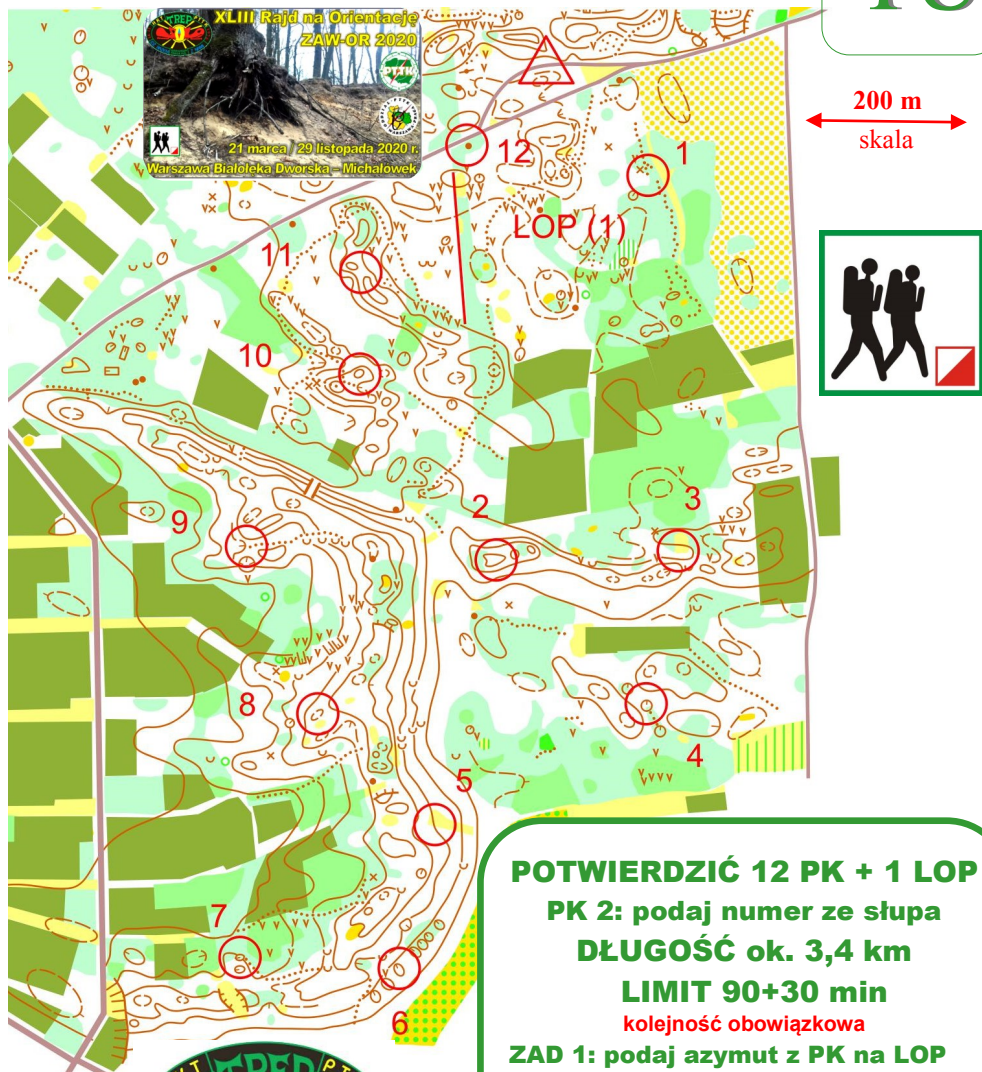 XLIII Rajd na Orientację
ZAW-OR 2020
TREP
PTTK
21 marca / 29 listopada 2020 r.
Warszawa Białołęka Dworska – Michałówek
200 m
skala
12
1
LOP (1)
11
10
2
3
9
8
4
5
7
6
POTWIERDZIĆ 12 PK + 1 LOP
PK 2: podaj numer ze słupa
DŁUGOŚĆ ok. 3,4 km
LIMIT 90+30 min
kolejność obowiązkowa
ZAD 1: podaj azymut z PK na LOP
TREP